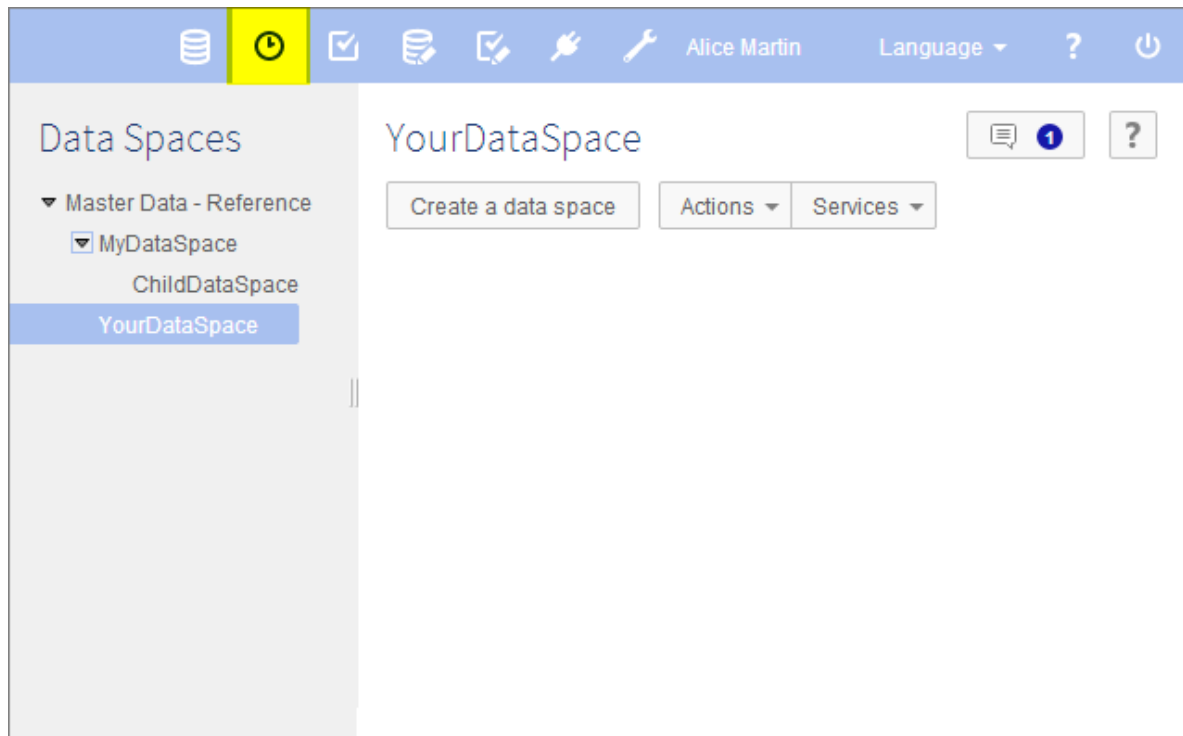 Alice Martin
Language
?
Data Spaces
YourDataSpace
1
?
Master Data - Reference
MyDataSpace
ChildDataSpace
YourDataSpace
Create a data space
Actions
Services